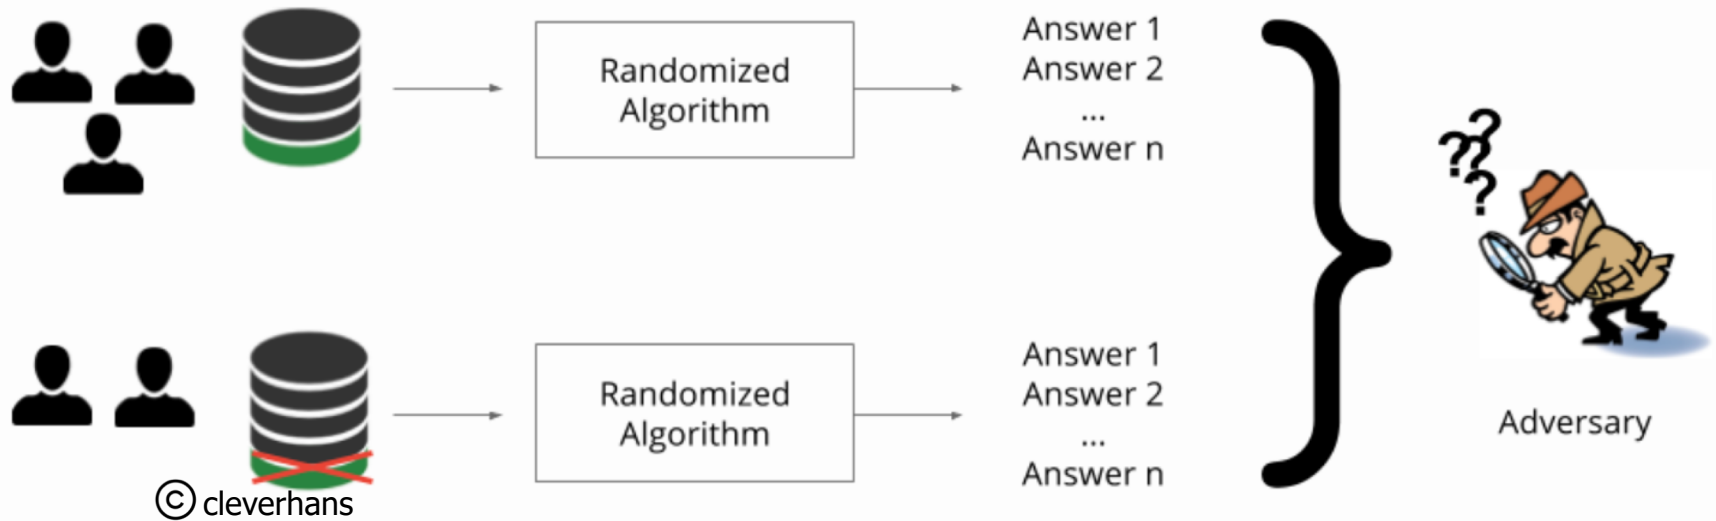 Randomized
Algorithm
Answer 1
Answer 2
...
Answer n
????
Randomized
Algorithm
Answer 1
Answer 2
...
Answer n
Adversary
© cleverhans